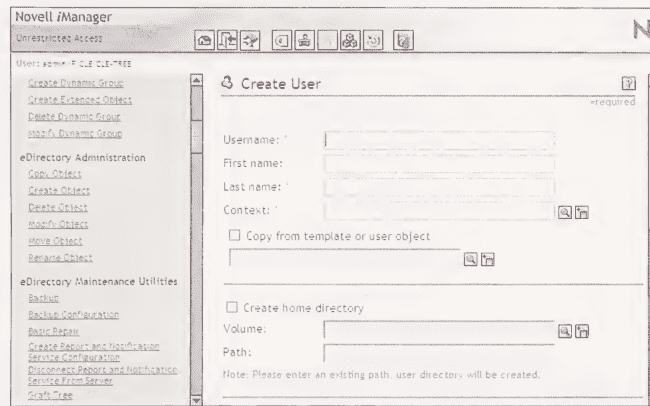 Novell iManager
Unrestricted Access
N
Create Dynamic Group
Create Extended Object
Delete Dynamic Group
Modify Dynamic Group
eDirectory Administration
Copy Object
Create Object
Delete Object
Modify Object
Move Object
Rename Object
eDirectory Maintenance Utilities
Backup
Backup Configuration
Basic Repair
Create Report and Notification
Service Configuration
Disconnect Report and Notification
Service From Server
Graft Tree
Create User
=required
Username: *
First name:
Last name: *
Context: *
Copy from template or user object
Create home directory
Volume:
Path:
Note: Please enter an existing path, user directory will be created.